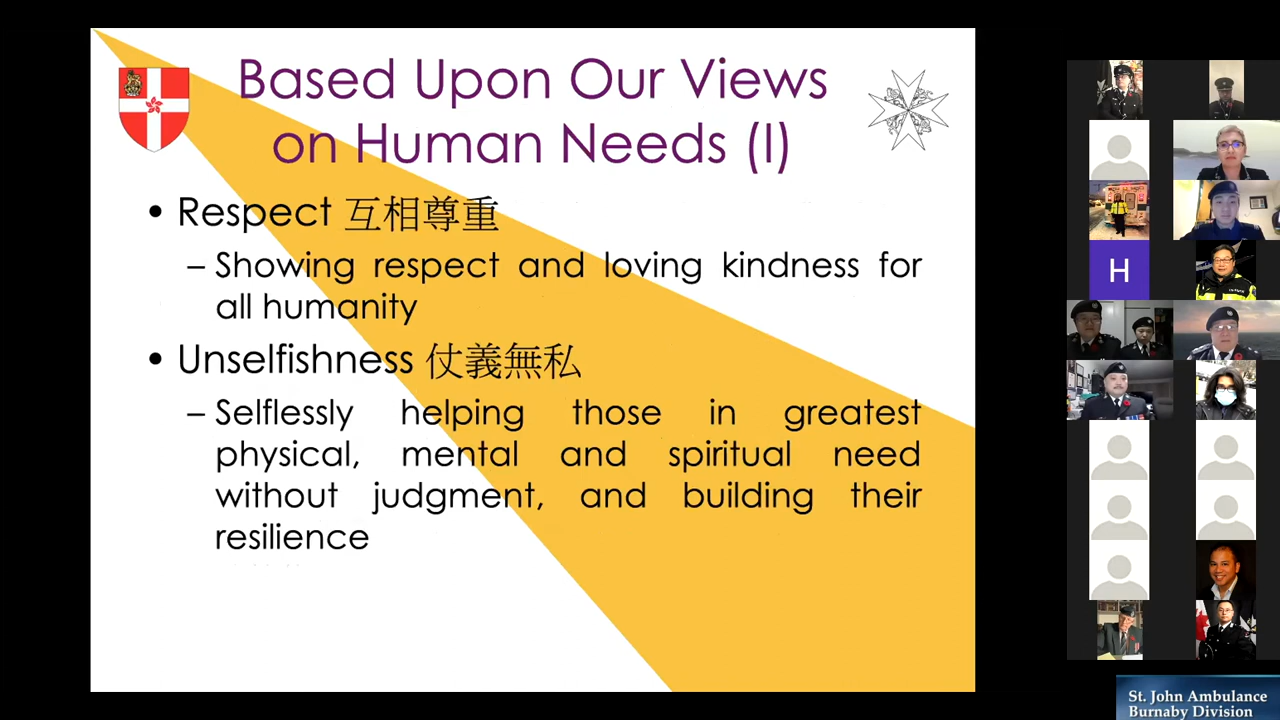 Based Upon Our Views
on Human Needs (I)
• Respect 互相尊重
– Showing respect and loving kindness for
all humanity
• Unselfishness 仗義無私
– Selflessly helping those in greatest
physical, mental and spiritual need
without judgment, and building their
resilience
H
St. John Ambulance
Burnaby Division